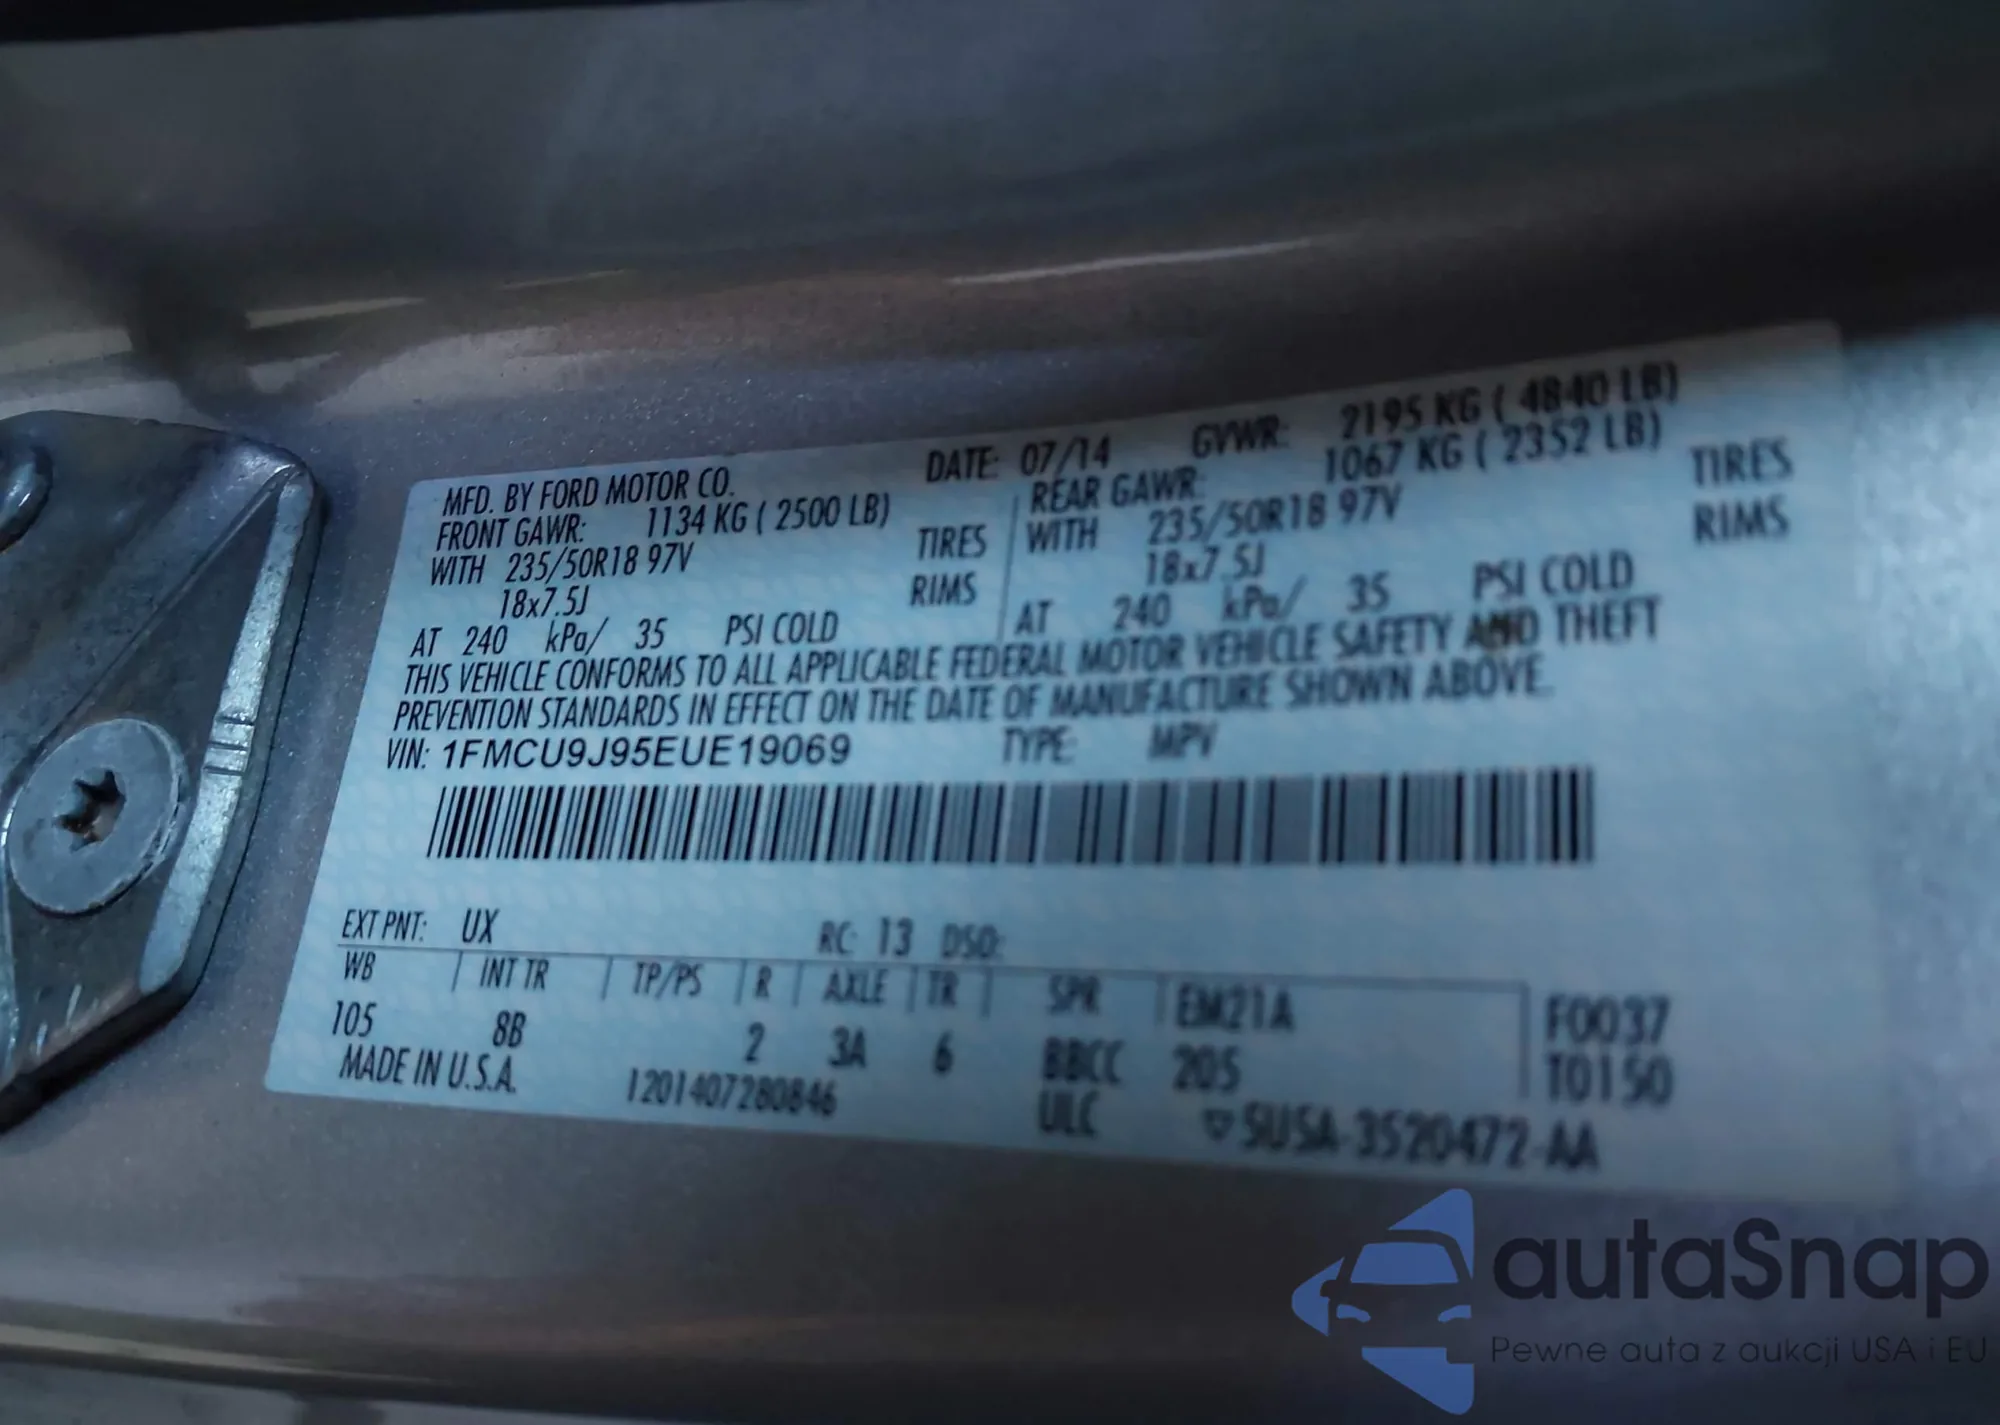 MFD. BY FORD MOTOR CO. DATE: 07/14 GVWR: 2195 KG ( 4840 LB)
FRONT GAWR: 1134 KG ( 2500 LB) REAR GAWR: 1067 KG ( 2352 LB)
WITH 235/50R18 97V TIRES WITH 235/50R18 97V TIRES
18x7.5J RIMS 18x7.5J RIMS
AT 240 kPa/ 35 PSI COLD AT 240 kPa/ 35 PSI COLD
THIS VEHICLE CONFORMS TO ALL APPLICABLE FEDERAL MOTOR VEHICLE SAFETY AND THEFT
PREVENTION STANDARDS IN EFFECT ON THE DATE OF MANUFACTURE SHOWN ABOVE.
VIN: 1FMCU9J95EUE19069 TYPE: MPV
EXT PNT: UX RC: 13 DSO:
WB INT TR TP/PS R AXLE TR SPR EM21A F0037
105 8B 2 3A 6 BBCC 205 T0150
MADE IN U.S.A. 1201407280846 ULC ▽ 5U5A-3520472-AA
autaSnap
Pewne auta z aukcji USA i EU